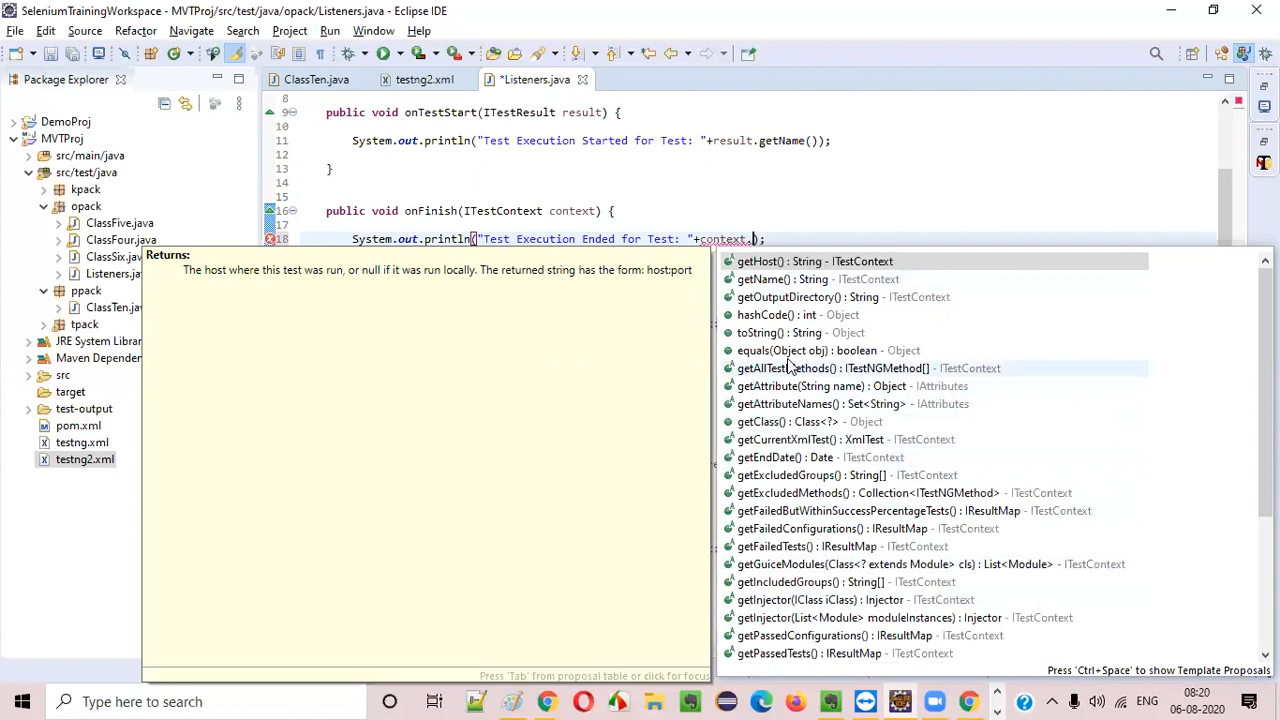 SeleniumTrainingWorkspace - MVTProj/src/test/java/opack/Listeners.java - Eclipse IDE
File Edit Source Refactor Navigate Search Project Run Window Help
Package Explorer
ClassTen.java
testng2.xml
*Listeners.java
DemoProj
MVTProj
src/main/java
src/test/java
kpack
opack
ClassFive.java
ClassFour.java
ClassSix.java
Listeners.java
ppack
ClassTen.java
tpack
JRE System Librar
Maven Dependen
src
target
test-output
pom.xml
testng.xml
testng2.xml
8
9 public void onTestStart(ITestResult result) {
10
11 System.out.println("Test Execution Started for Test: "+result.getName());
12
13 }
14
15
16 public void onFinish(ITestContext context) {
17
18 System.out.println("Test Execution Ended for Test: "+context.);
Returns:
The host where this test was run, or null if it was run locally. The returned string has the form: host:port
Press 'Tab' from proposal table or click for focus
getHost() : String - ITestContext
getName() : String - ITestContext
getOutputDirectory() : String - ITestContext
hashCode() : int - Object
toString() : String - Object
equals(Object obj) : boolean - Object
getAllTestMethods() : ITestNGMethod[] - ITestContext
getAttribute(String name) : Object - IAttributes
getAttributeNames() : Set<String> - IAttributes
getClass() : Class<?> - Object
getCurrentXmlTest() : XmlTest - ITestContext
getEndDate() : Date - ITestContext
getExcludedGroups() : String[] - ITestContext
getExcludedMethods() : Collection<ITestNGMethod> - ITestContext
getFailedButWithinSuccessPercentageTests() : IResultMap - ITestContext
getFailedConfigurations() : IResultMap - ITestContext
getFailedTests() : IResultMap - ITestContext
getGuiceModules(Class<? extends Module> cls) : List<Module> - ITestContext
getIncludedGroups() : String[] - ITestContext
getInjector(IClass iClass) : Injector - ITestContext
getInjector(List<Module> moduleInstances) : Injector - ITestContext
getPassedConfigurations() : IResultMap - ITestContext
getPassedTests() : IResultMap - ITestContext
Press 'Ctrl+Space' to show Template Proposals
Type here to search
ENG
08:20
06-08-2020